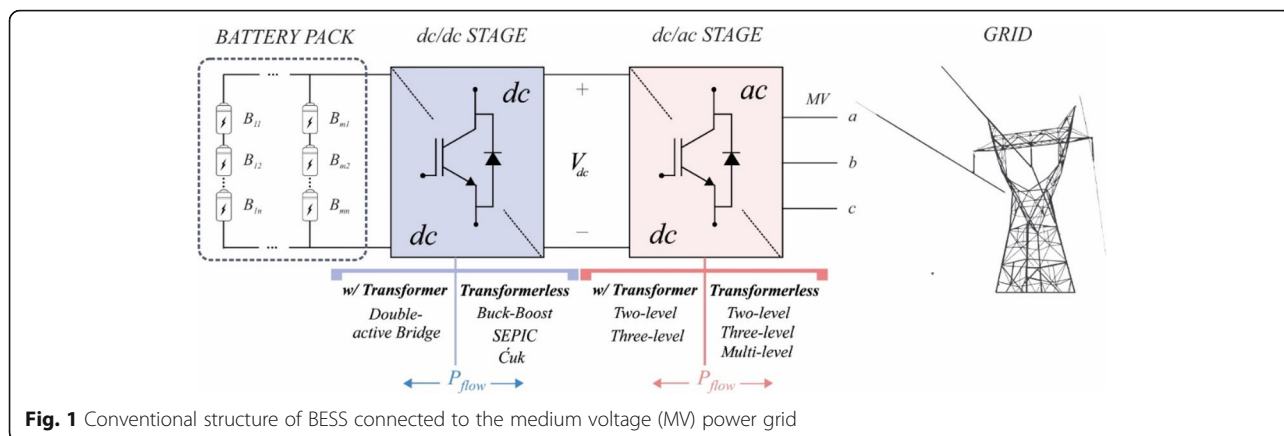 BATTERY PACK
dc/dc STAGE
dc/ac STAGE
GRID
...
B11
Bm1
B12
Bm2
B1n
Bmn
...
dc
dc
+
Vdc
−
ac
dc
MV
a
b
c
w/ Transformer
Double-
active Bridge
Transformerless
Buck-Boost
SEPIC
Ćuk
Pflow
w/ Transformer
Two-level
Three-level
Transformerless
Two-level
Three-level
Multi-level
Pflow
Fig. 1 Conventional structure of BESS connected to the medium voltage (MV) power grid